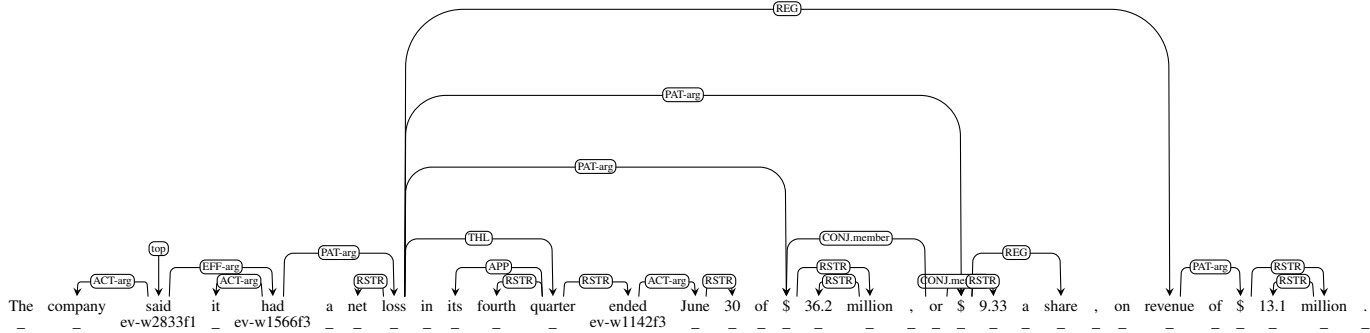 REG
PAT-arg
PAT-arg
THL CONJ.member
top PAT-arg REG
EFF-arg APP RSTR PAT-arg RSTR
ACT-arg ACT-arg RSTR RSTR RSTR ACT-arg RSTR RSTR RSTR RSTR
The company said it had a net loss in its fourth quarter ended June 30 of $ 36.2 million , or $ 9.33 a share , on revenue of $ 13.1 million .
ev-w2833f1 ev-w1566f3 ev-w1142f3
_ _ _ _ _ _ _ _ _ _ _ _ _ _ _ _ _ _ _ _ _ _ _ _ _ _ _ _ _ _